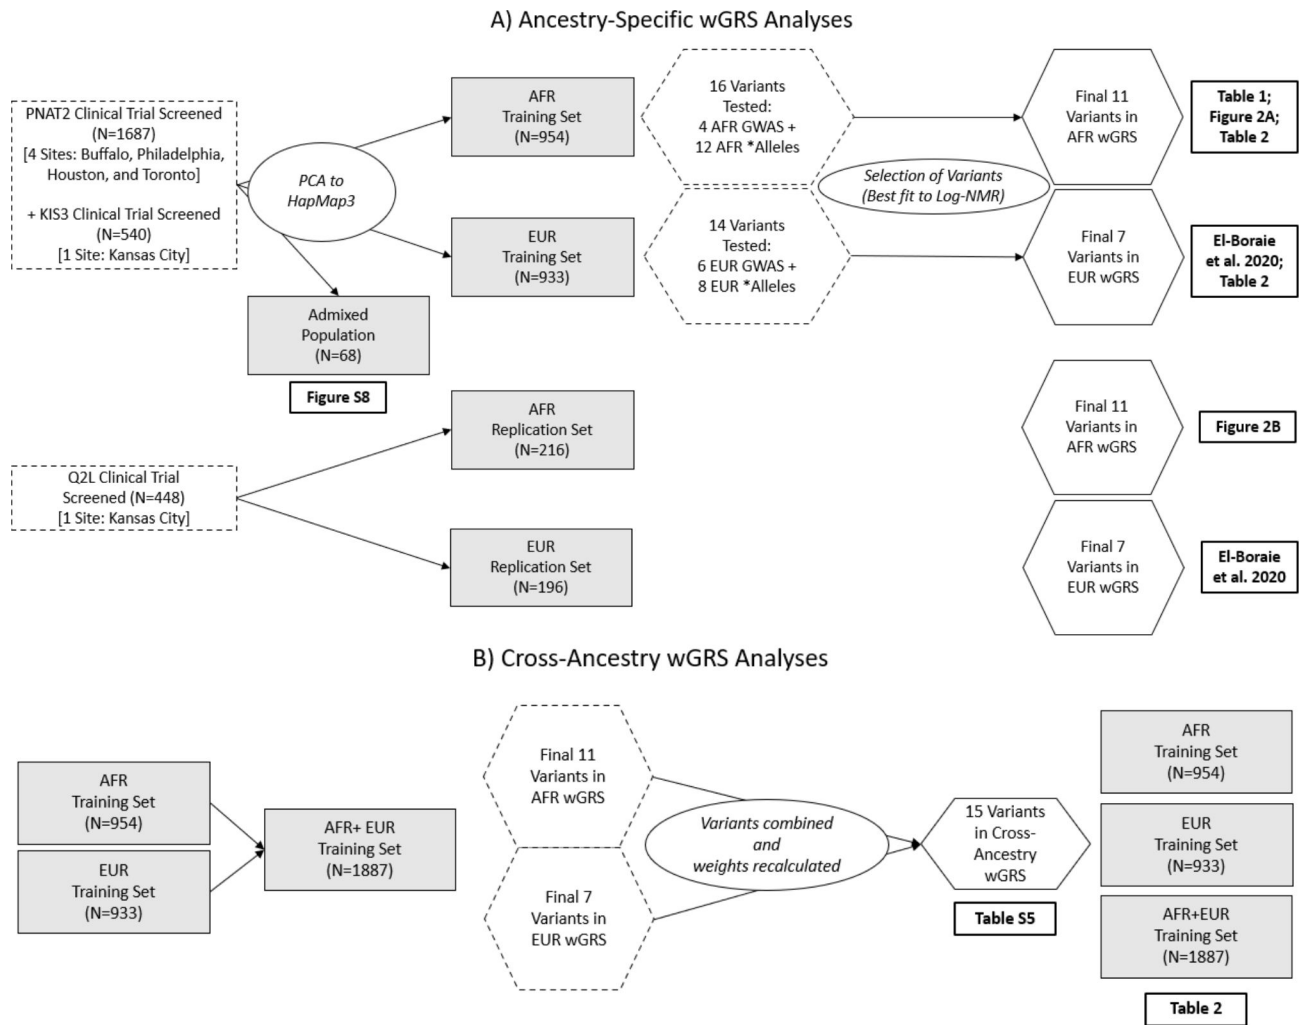 A) Ancestry-Specific wGRS Analyses
PNAT2 Clinical Trial Screened
(N=1687)
[4 Sites: Buffalo, Philadelphia,
Houston, and Toronto]
+ KIS3 Clinical Trial Screened
(N=540)
[1 Site: Kansas City]
PCA to
HapMap3
AFR
Training Set
(N=954)
EUR
Training Set
(N=933)
Admixed
Population
(N=68)
Figure S8
16 Variants
Tested:
4 AFR GWAS +
12 AFR *Alleles
14 Variants
Tested:
6 EUR GWAS +
8 EUR *Alleles
Selection of Variants
(Best fit to Log-NMR)
Final 11
Variants in
AFR wGRS
Final 7
Variants in
EUR wGRS
Table 1;
Figure 2A;
Table 2
El-Boraie
et al. 2020;
Table 2
Q2L Clinical Trial
Screened (N=448)
[1 Site: Kansas City]
AFR
Replication Set
(N=216)
EUR
Replication Set
(N=196)
Final 11
Variants in
AFR wGRS
Figure 2B
Final 7
Variants in
EUR wGRS
El-Boraie
et al. 2020
B) Cross-Ancestry wGRS Analyses
AFR
Training Set
(N=954)
EUR
Training Set
(N=933)
AFR+ EUR
Training Set
(N=1887)
Final 11
Variants in
AFR wGRS
Final 7
Variants in
EUR wGRS
Variants combined
and
weights recalculated
15 Variants
in Cross-
Ancestry
wGRS
Table S5
AFR
Training Set
(N=954)
EUR
Training Set
(N=933)
AFR+EUR
Training Set
(N=1887)
Table 2